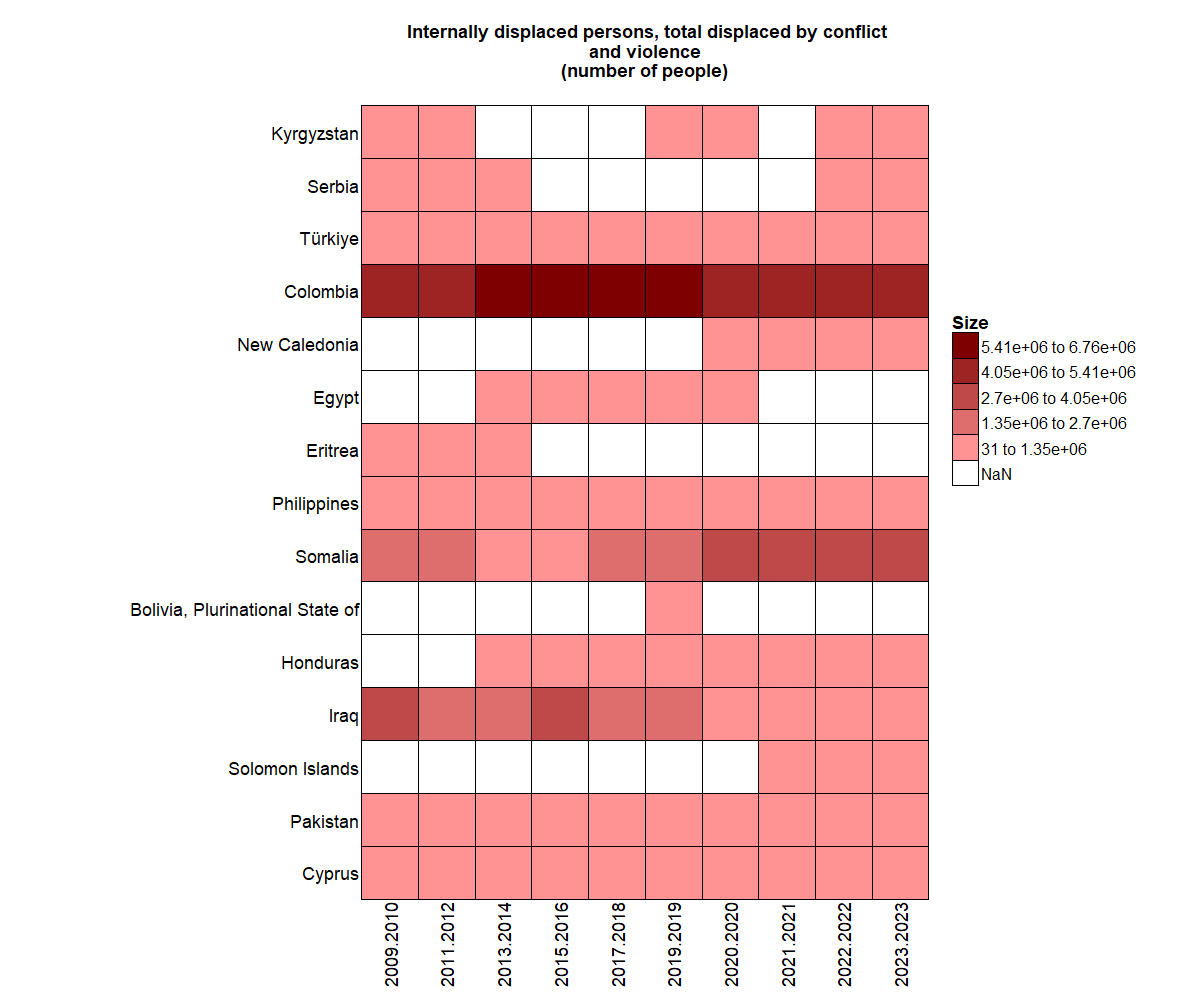 Internally displaced persons, total displaced by conflict
and violence
(number of people)
Kyrgyzstan
Serbia
Türkiye
Colombia
New Caledonia
Egypt
Eritrea
Philippines
Somalia
Bolivia, Plurinational State of
Honduras
Iraq
Solomon Islands
Pakistan
Cyprus
2009.2010
2011.2012
2013.2014
2015.2016
2017.2018
2019.2019
2020.2020
2021.2021
2022.2022
2023.2023
Size
5.41e+06 to 6.76e+06
4.05e+06 to 5.41e+06
2.7e+06 to 4.05e+06
1.35e+06 to 2.7e+06
31 to 1.35e+06
NaN